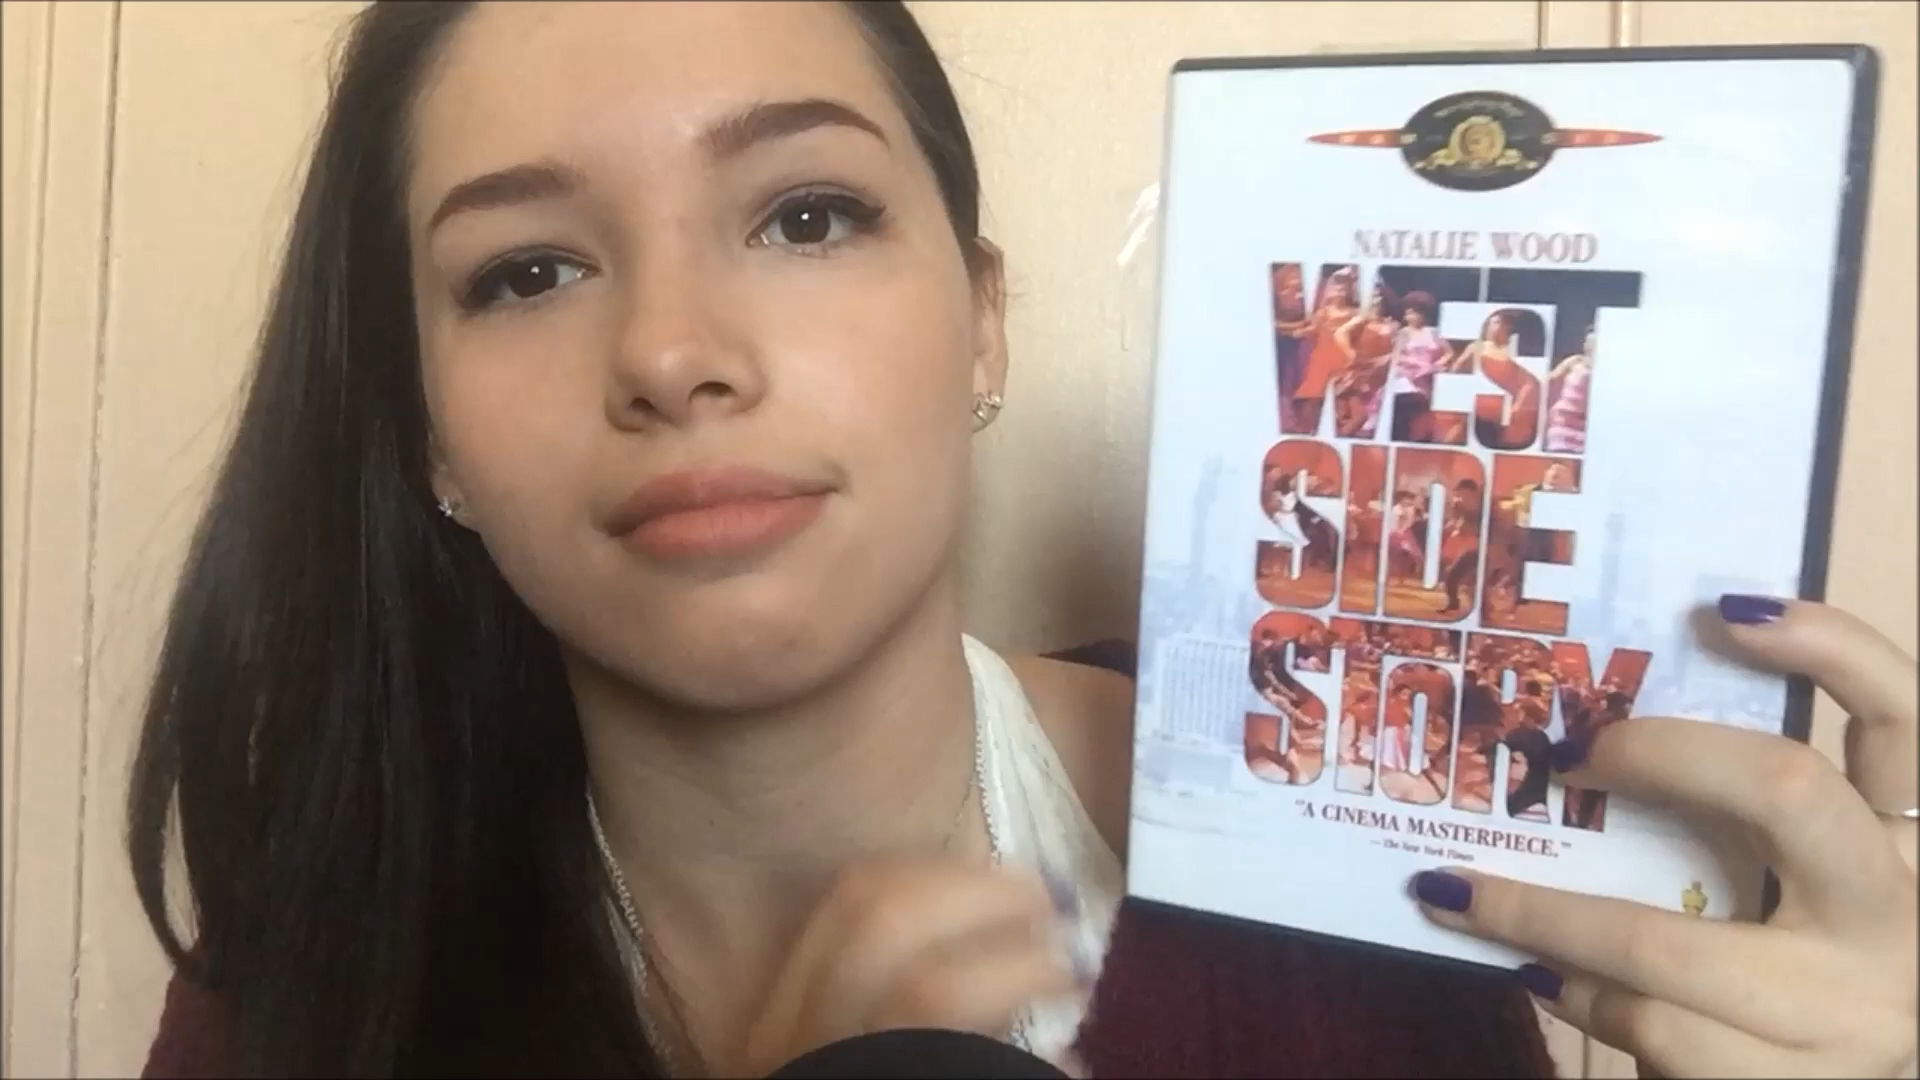 NATALIE WOOD
WEST
SIDE
STORY
"A CINEMA MASTERPIECE."
—The New York Times